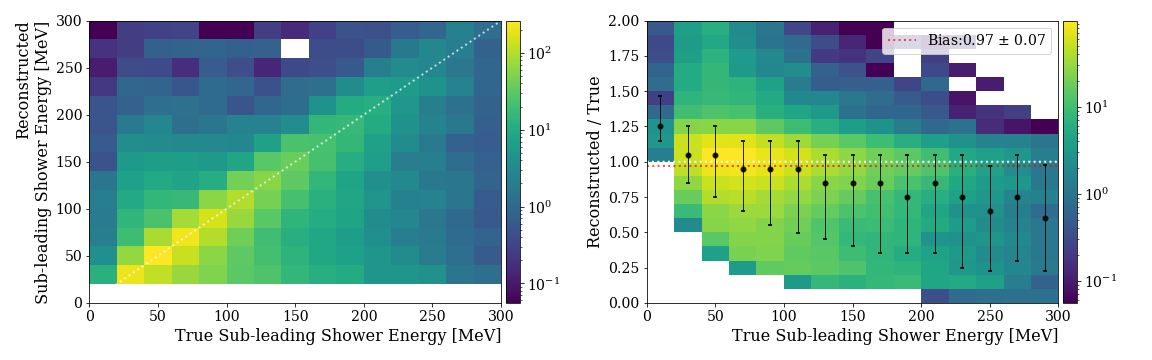 Reconstructed
Sub-leading Shower Energy [MeV]
300
250
200
150
100
50
0
0 50 100 150 200 250 300
True Sub-leading Shower Energy [MeV]
10²
10¹
10⁰
10⁻¹
Reconstructed / True
2.00
1.75
1.50
1.25
1.00
0.75
0.50
0.25
0.00
Bias:0.97 ± 0.07
0 50 100 150 200 250 300
True Sub-leading Shower Energy [MeV]
10¹
10⁰
10⁻¹